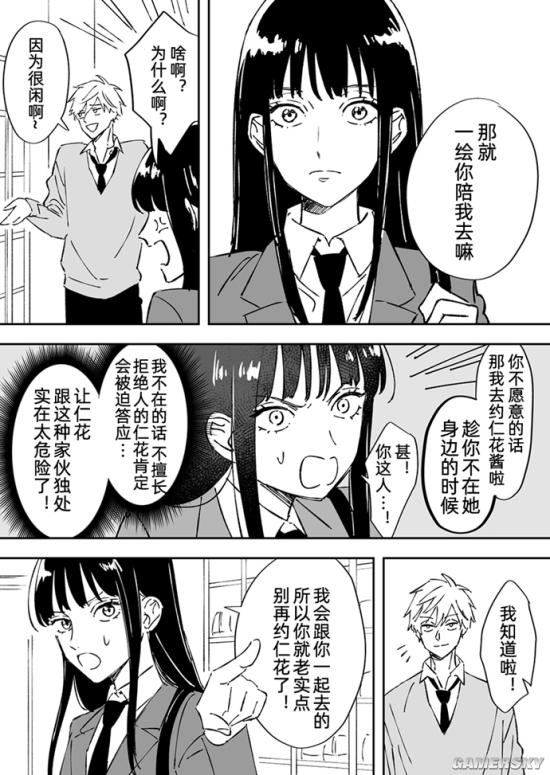 那就
一绘你陪我去嘛
啥啊？
为什么啊？
因为很闲啊~
你不愿意的话
那我去约仁花酱啦
趁你不在她
身边的时候
甚！
你这人…！
我不在的话 不擅长
拒绝人的仁花肯定
会被迫答应…
让仁花
跟这种家伙独处
实在太危险了！
我知道啦！
我会跟你一起去的
所以你就老实点
别再约仁花了！
GAMERSKY